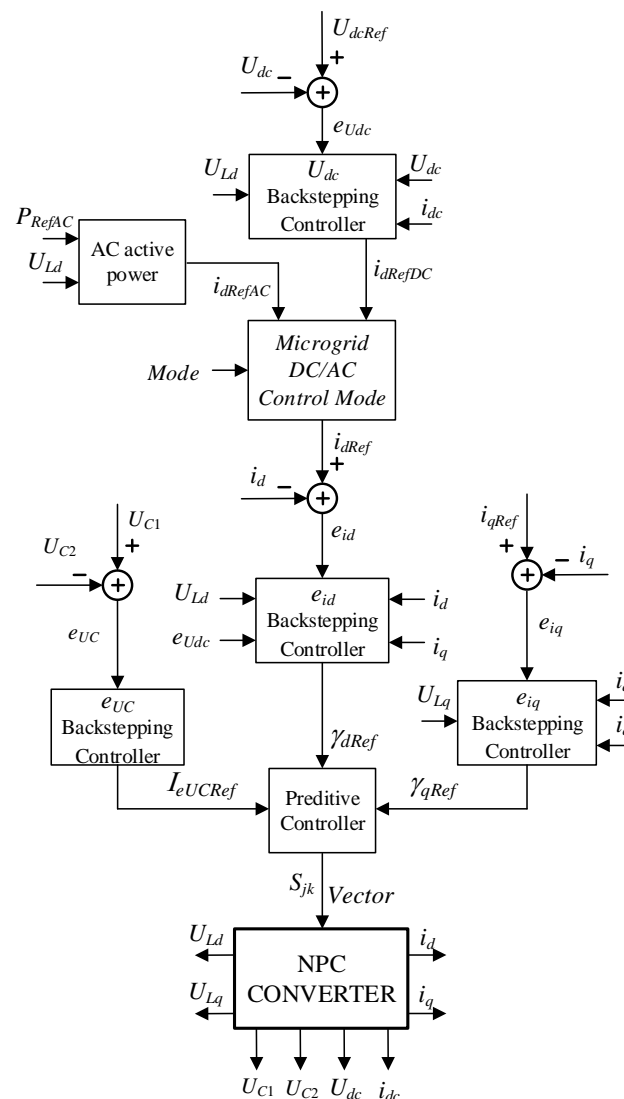 U_dcRef
+
U_dc
−
+
e_Udc
U_dc
Backstepping
Controller
U_Ld
U_dc
i_dc
P_RefAC
U_Ld
AC active
power
i_dRefAC
i_dRefDC
Microgrid
DC/AC
Control Mode
Mode
i_dRef
+
i_d
−
+
e_id
U_C1
+
U_C2
−
+
e_UC
e_UC
Backstepping
Controller
U_Ld
e_Udc
e_id
Backstepping
Controller
i_d
i_q
i_qRef
+
−
i_q
+
e_iq
U_Lq
e_iq
Backstepping
Controller
γ_dRef
I_eUCRef
γ_qRef
Preditive
Controller
S_jk Vector
NPC
CONVERTER
U_Ld
U_Lq
i_d
i_q
U_C1 U_C2 U_dc i_dc